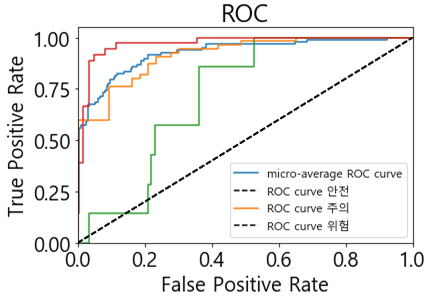 ROC
True Positive Rate
1.00
0.75
0.50
0.25
0.00
micro-average ROC curve
ROC curve 안전
ROC curve 주의
ROC curve 위험
0.0 0.2 0.4 0.6 0.8 1.0
False Positive Rate